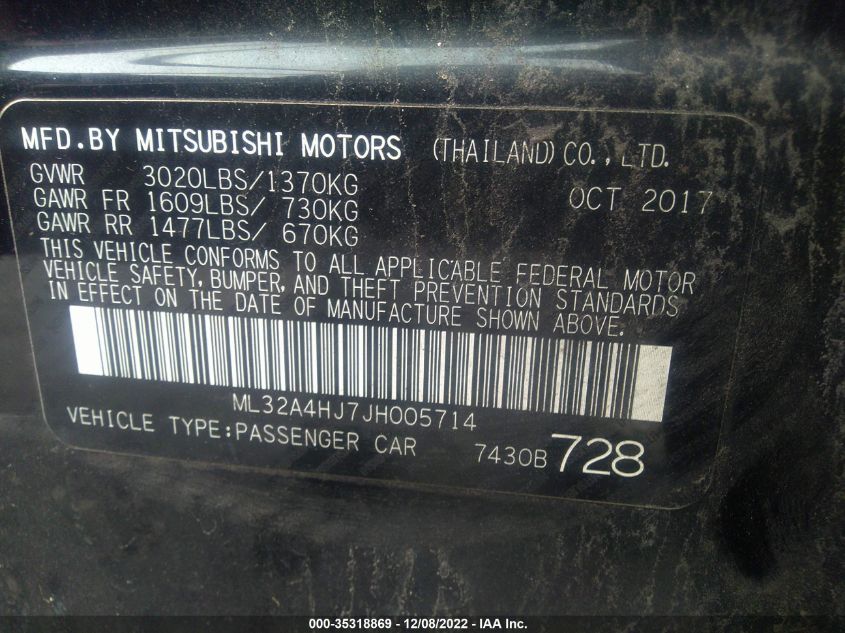 MFD.BY MITSUBISHI MOTORS (THAILAND) CO., LTD.
GVWR 3020LBS/1370KG OCT 2017
GAWR FR 1609LBS/ 730KG
GAWR RR 1477LBS/ 670KG
THIS VEHICLE CONFORMS TO ALL APPLICABLE FEDERAL MOTOR
VEHICLE SAFETY, BUMPER, AND THEFT PREVENTION STANDARDS
IN EFFECT ON THE DATE OF MANUFACTURE SHOWN ABOVE.
ML32A4HJ7JH005714
VEHICLE TYPE:PASSENGER CAR 7430B 728
000-35318869 - 12/08/2022 - IAA Inc.